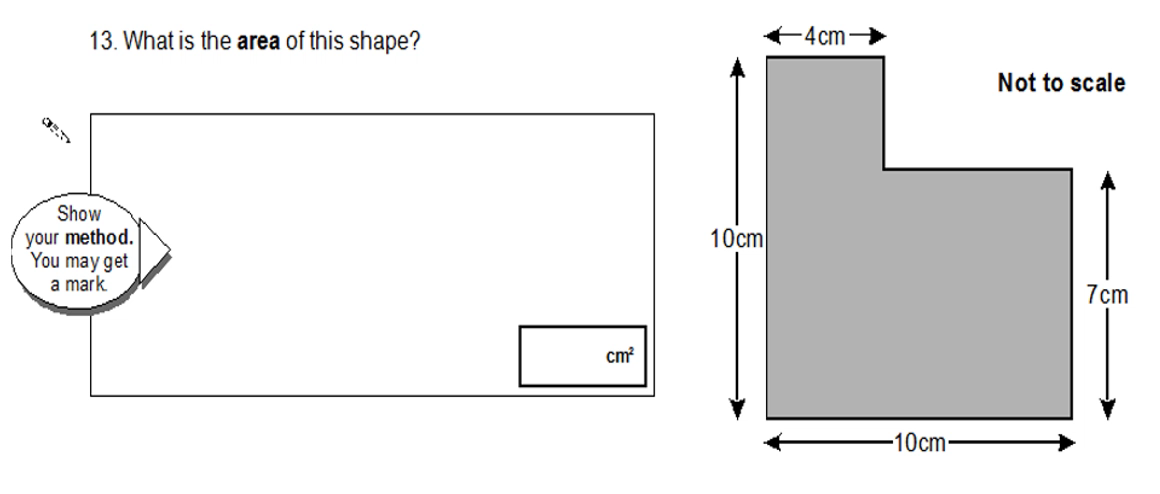 13. What is the area of this shape?
4cm
Not to scale
Show
your method.
You may get
a mark.
10cm
7cm
cm²
10cm